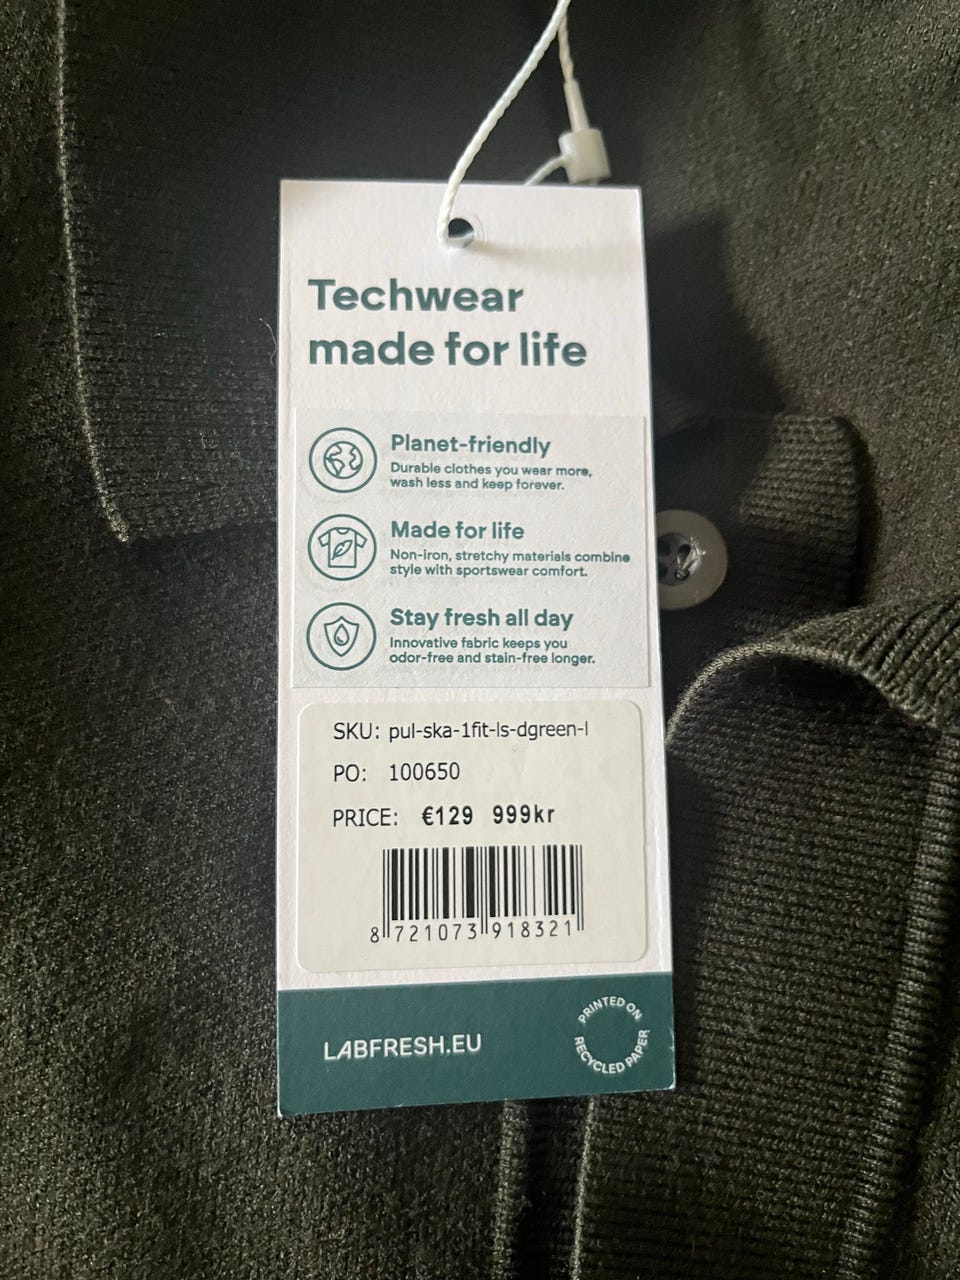 Techwear
made for life
Planet-friendly
Durable clothes you wear more,
wash less and keep forever.
Made for life
Non-iron, stretchy materials combine
style with sportswear comfort.
Stay fresh all day
Innovative fabric keeps you
odor-free and stain-free longer.
SKU: pul-ska-1fit-ls-dgreen-l
PO: 100650
PRICE: €129 999kr
8 721073 918321
LABFRESH.EU
PRINTED ON
RECYCLED PAPER